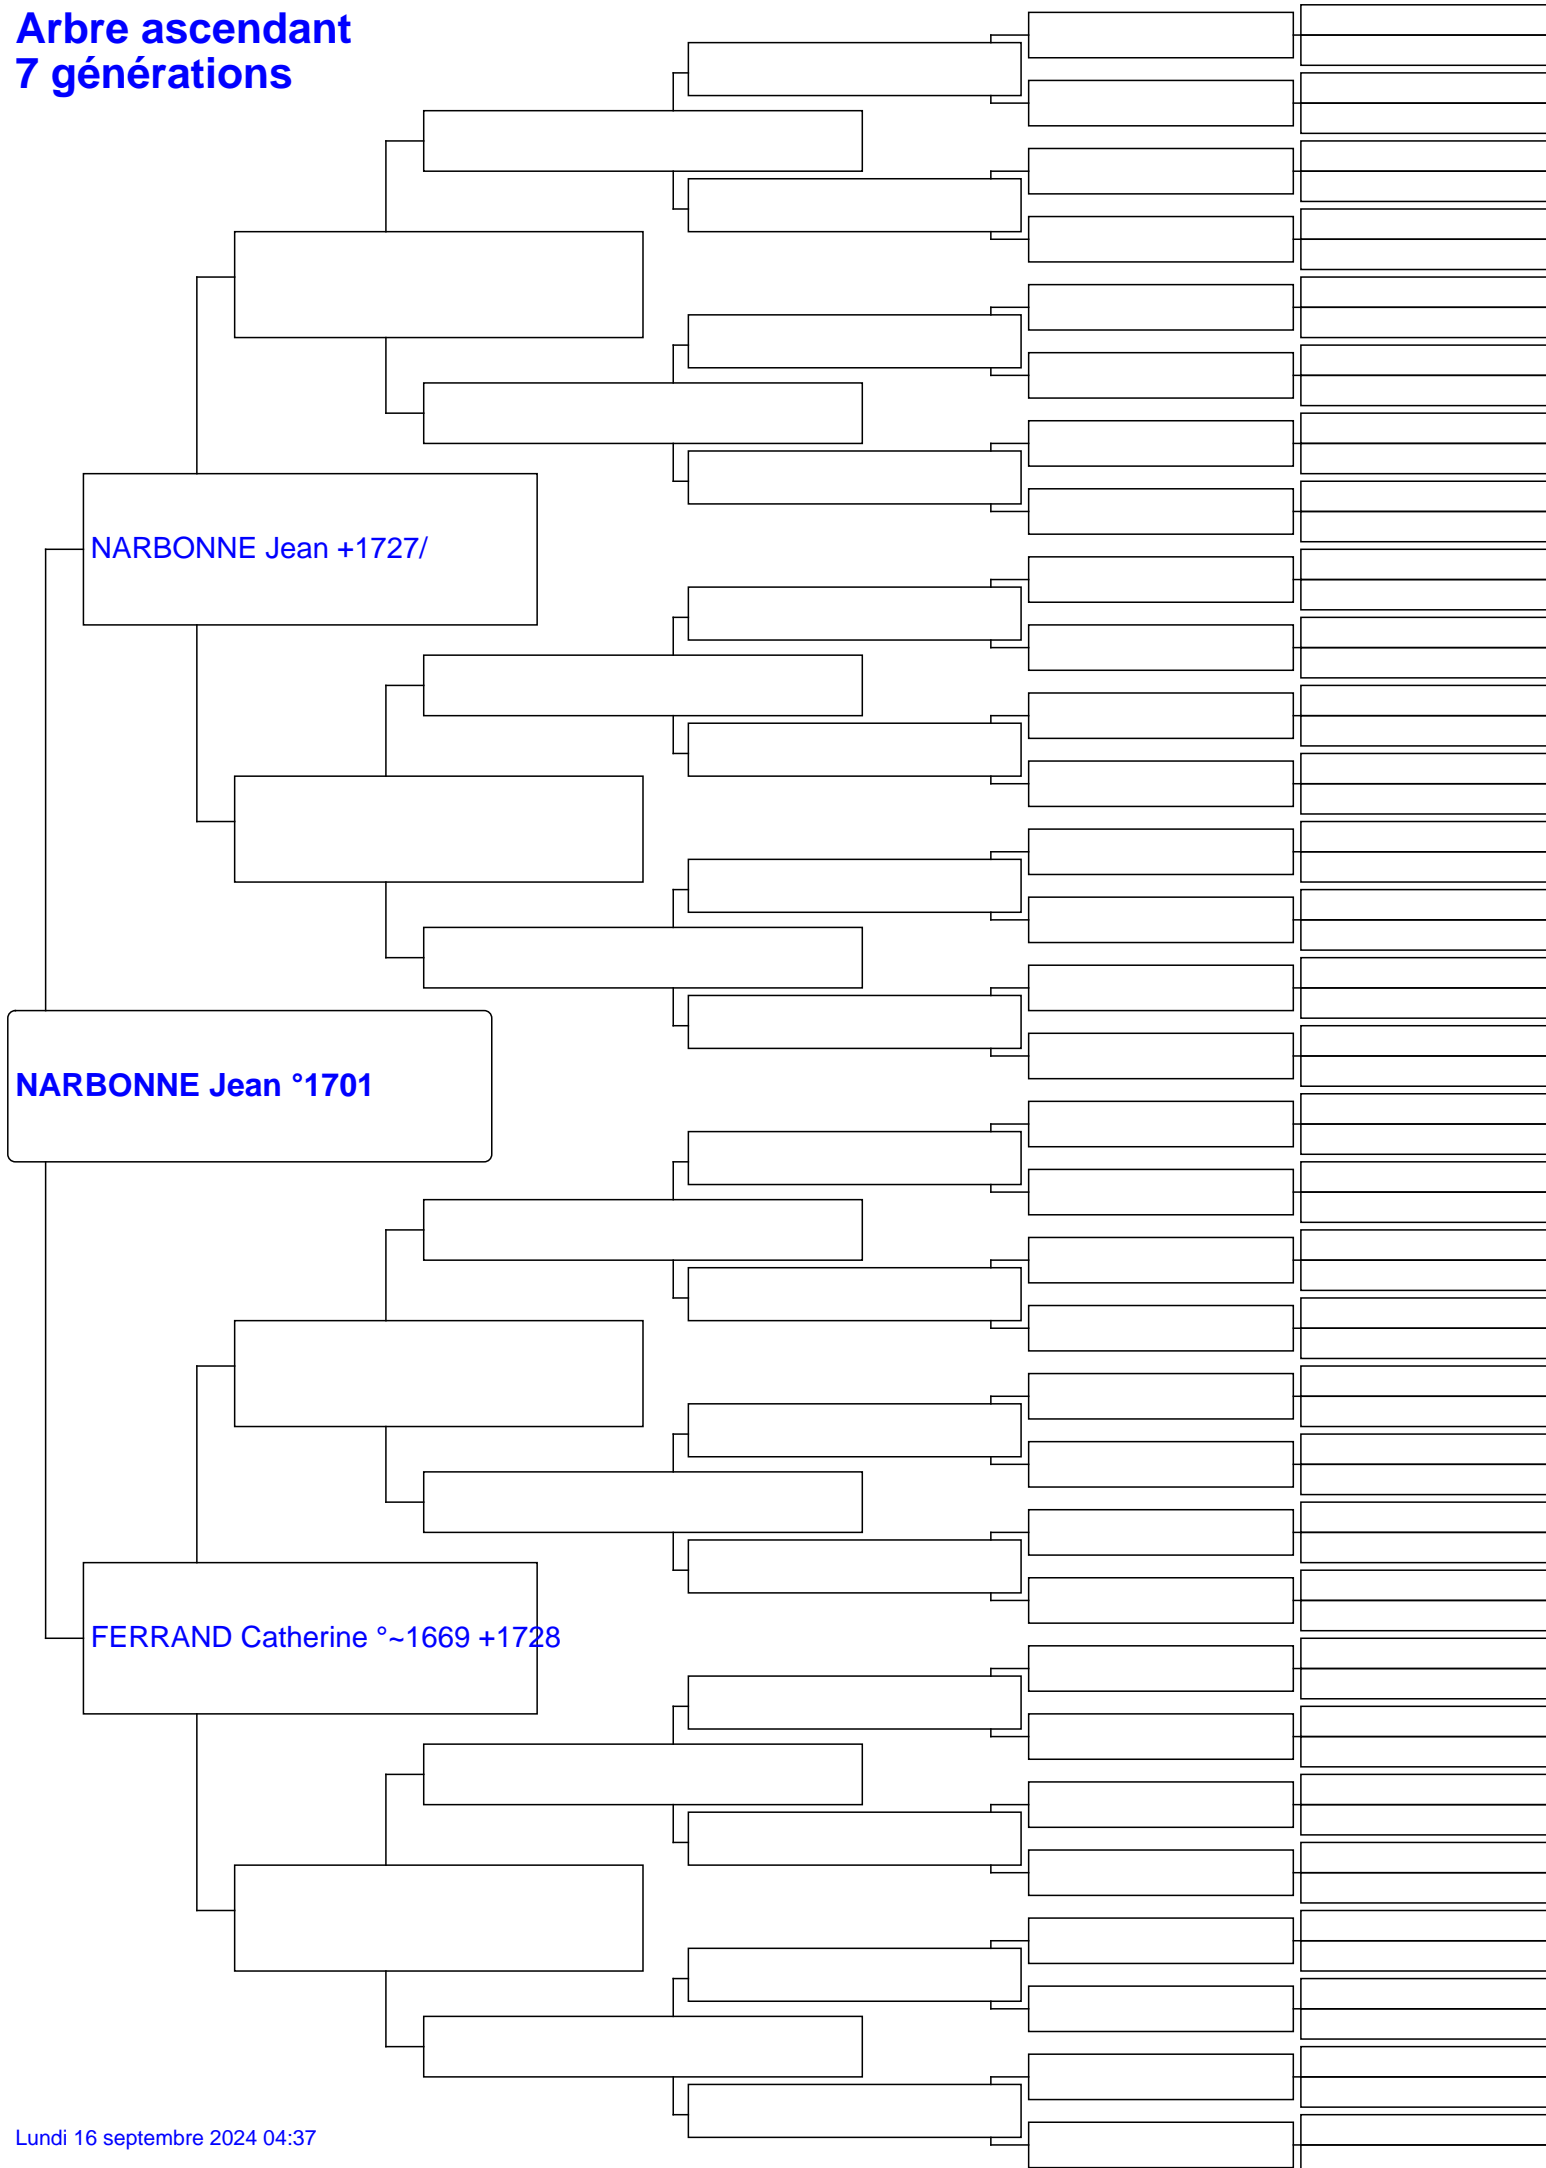 Arbre ascendant
7 générations
NARBONNE Jean +1727/
NARBONNE Jean °1701
FERRAND Catherine °~1669 +1728
Lundi 16 septembre 2024 04:37